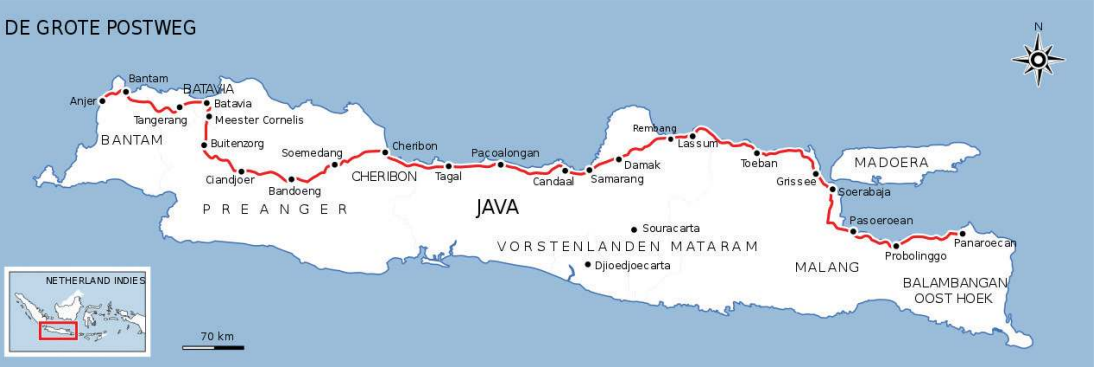 DE GROTE POSTWEG
N
Bantam
BATAVIA
Anjer
Batavia
Tangerang
Meester Cornelis
BANTAM
Buitenzorg
Ciandjoer
Bandoeng
Soemedang
Cheribon
CHERIBON
PREANGER
Tagal
Pacoalongan
Candaal
Samarang
Damak
Rembang
Lassum
Toeban
Grissee
MADOERA
Soerabaja
JAVA
Souracarta
VORSTENLANDEN MATARAM
Djioedjoecarta
Pasoeroean
Panaroecan
Probolinggo
MALANG
BALAMBANGAN
OOST HOEK
NETHERLAND INDIES
70 km